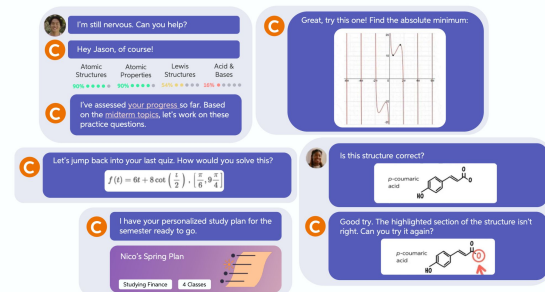 I'm still nervous. Can you help?
Hey Jason, of course!
Atomic Structures
Atomic Properties
Lewis Structures
Acid & Bases
90%
90%
I've assessed your progress so far. Based
on the midterm topics, let's work on these
practice questions.
Great, try this one! Find the absolute minimum:
Let's jump back into your last quiz. How would you solve this?
f(t) = 6t + 8 cot (t/2), [π/6, 9π/4]
I have your personalized study plan for the
semester ready to go.
Nico's Spring Plan
Studying Finance
4 Classes
Is this structure correct?
p-coumaric
acid
O
O
HO
Good try. The highlighted section of the structure isn't
right. Can you try it again?
p-coumaric
acid
O
O
HO